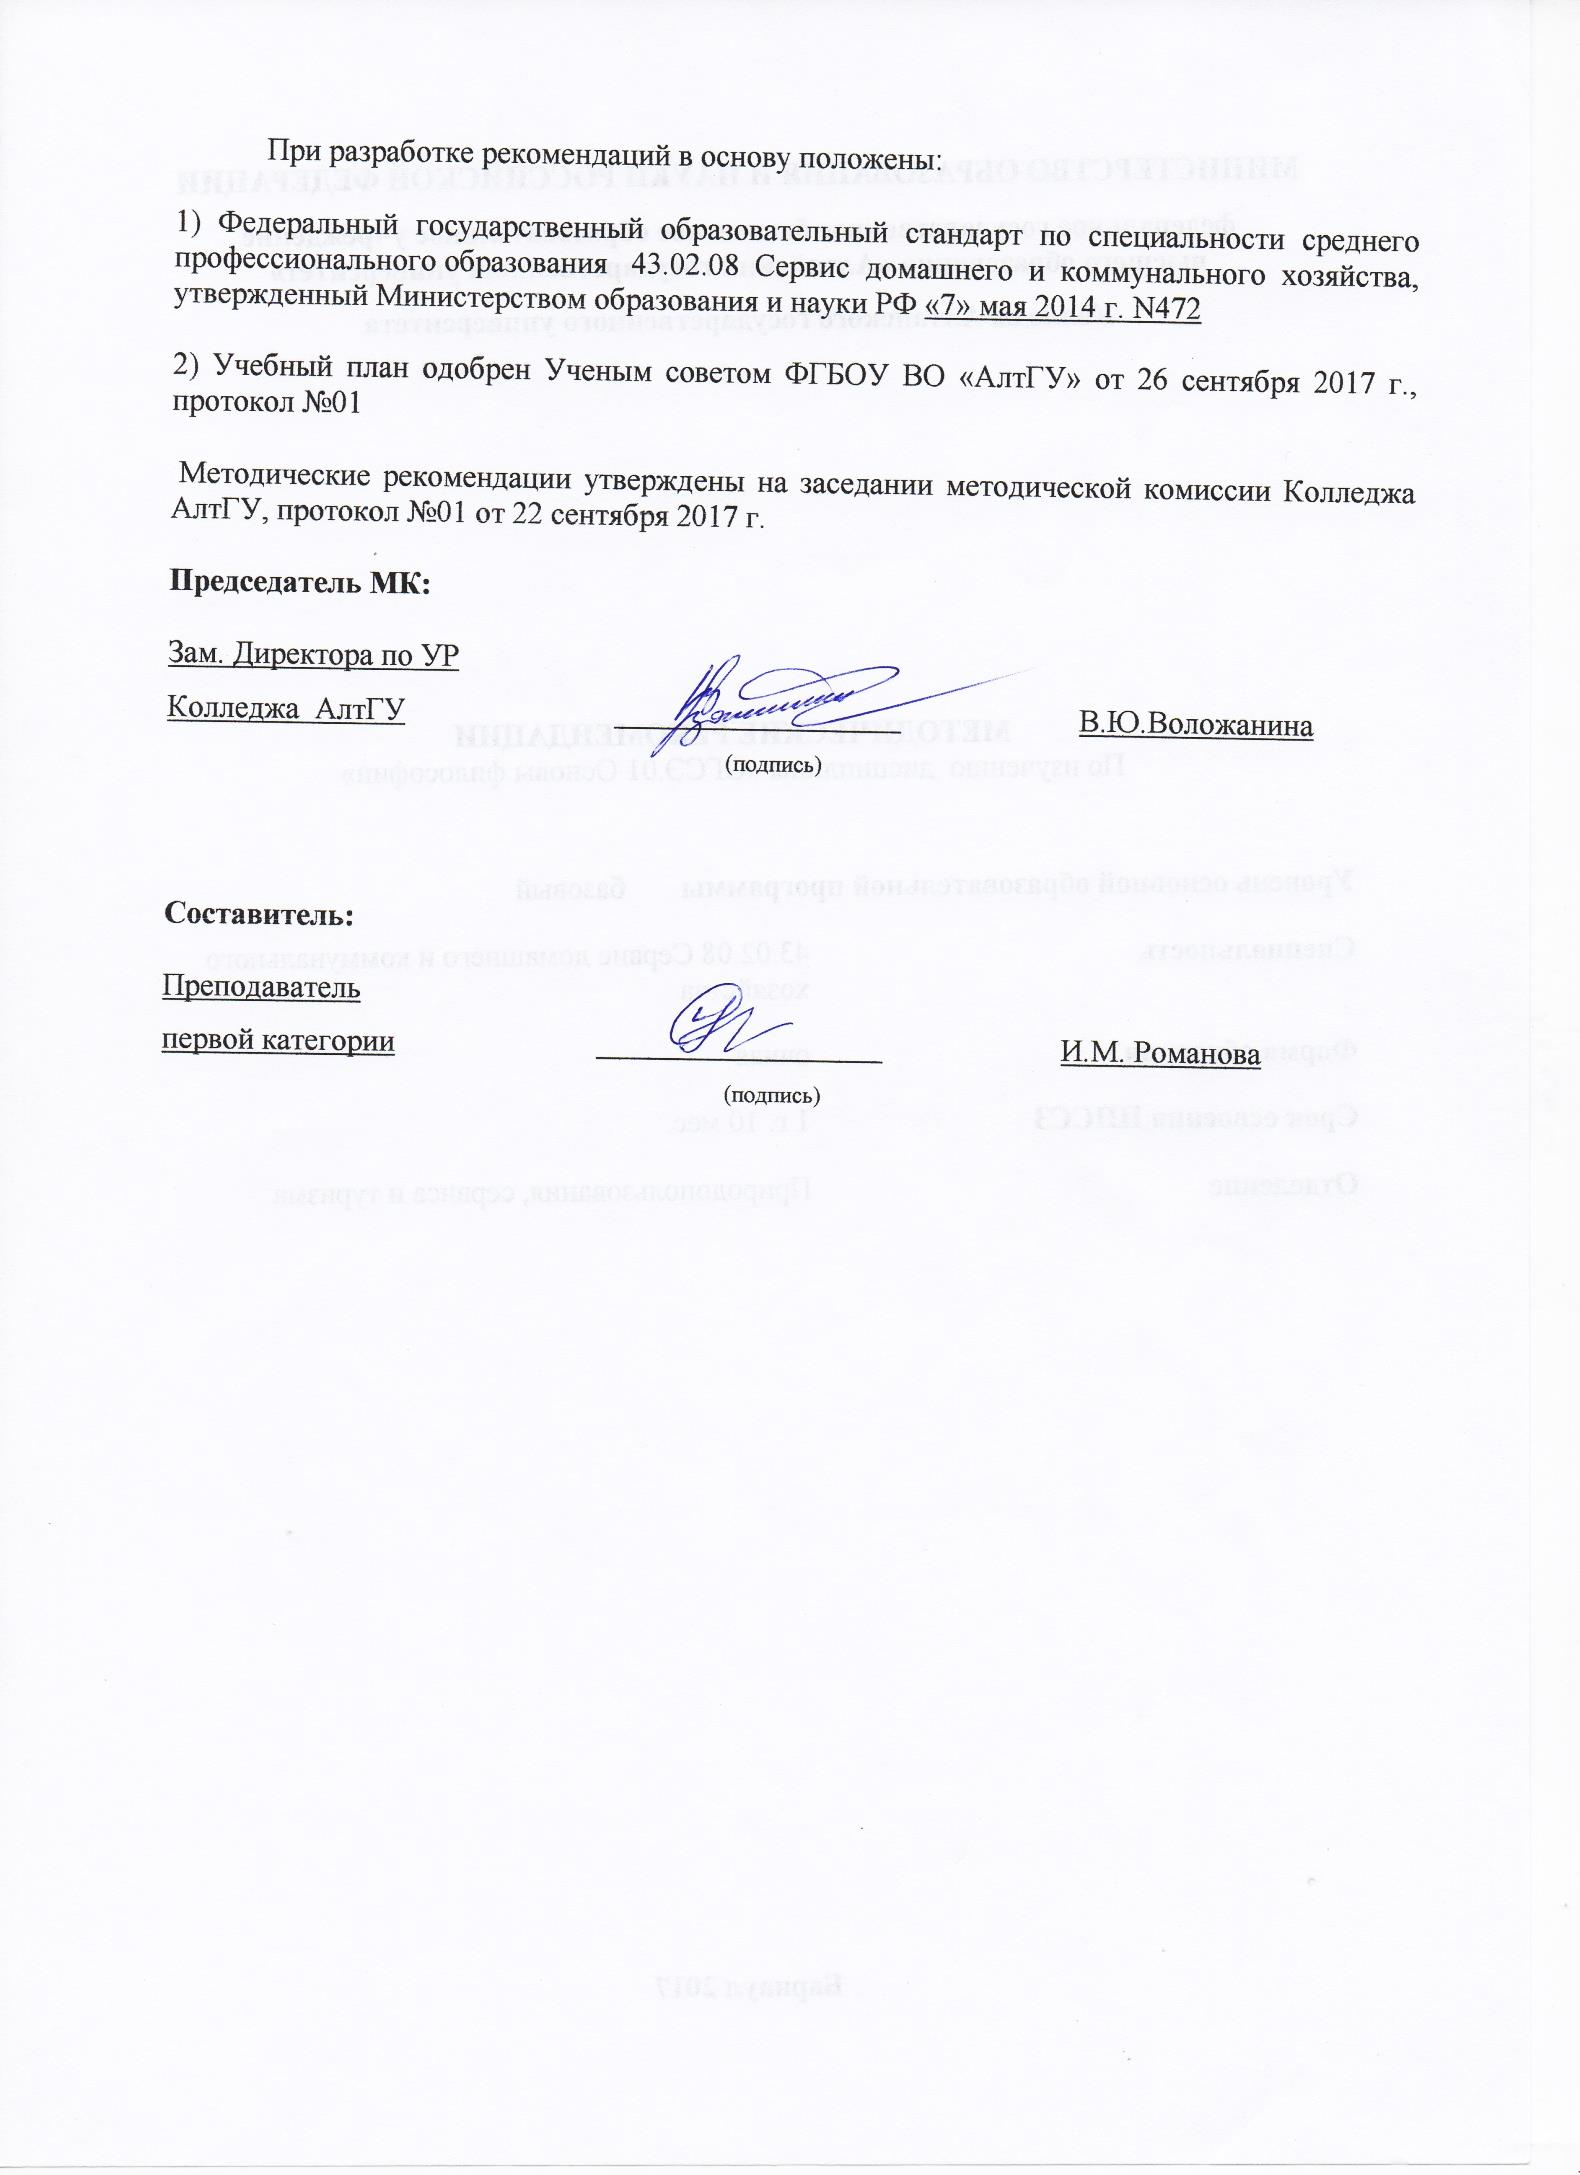 При разработке рекомендаций в основу положены:
1) Федеральный государственный образовательный стандарт по специальности среднего
профессионального образования 43.02.08 Сервис домашнего и коммунального хозяйства,
утвержденный Министерством образования и науки РФ «7» мая 2014 г. N472
2) Учебный план одобрен Ученым советом ФГБОУ ВО «АлтГУ» от 26 сентября 2017 г.,
протокол №01
Методические рекомендации утверждены на заседании методической комиссии Колледжа
АлтГУ, протокол №01 от 22 сентября 2017 г.
Председатель МК:
Зам. Директора по УР
Колледжа АлтГУ В.Ю.Воложанина
(подпись)
Составитель:
Преподаватель
первой категории И.М. Романова
(подпись)